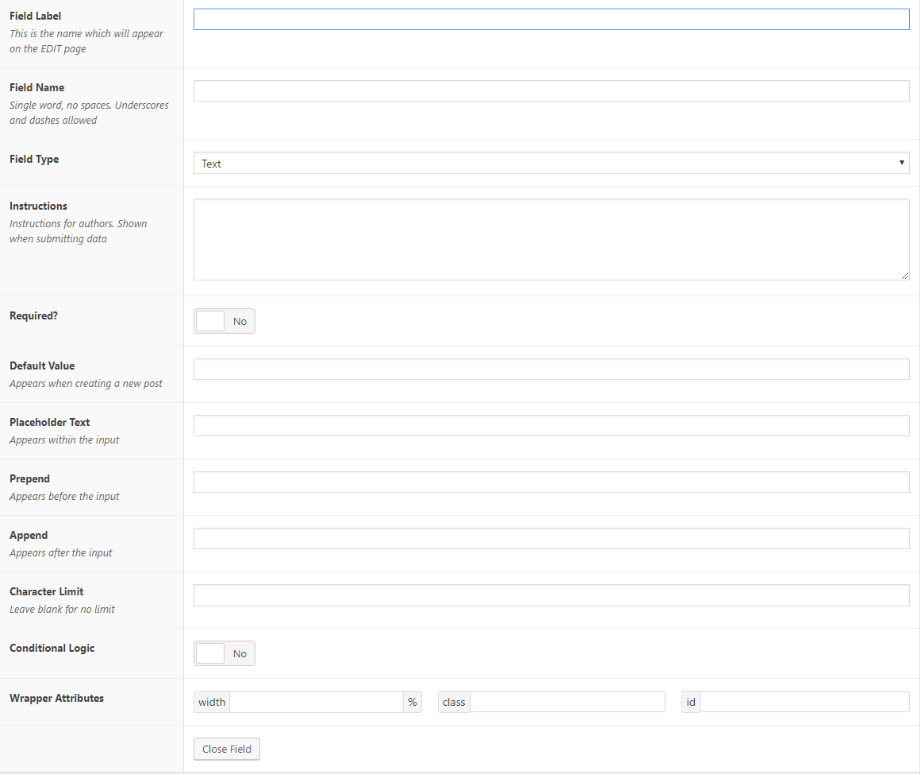 Field Label
This is the name which will appear
on the EDIT page
Field Name
Single word, no spaces. Underscores
and dashes allowed
Field Type
Text
Instructions
Instructions for authors. Shown
when submitting data
Required?
No
Default Value
Appears when creating a new post
Placeholder Text
Appears within the input
Prepend
Appears before the input
Append
Appears after the input
Character Limit
Leave blank for no limit
Conditional Logic
No
Wrapper Attributes
width % class id
Close Field